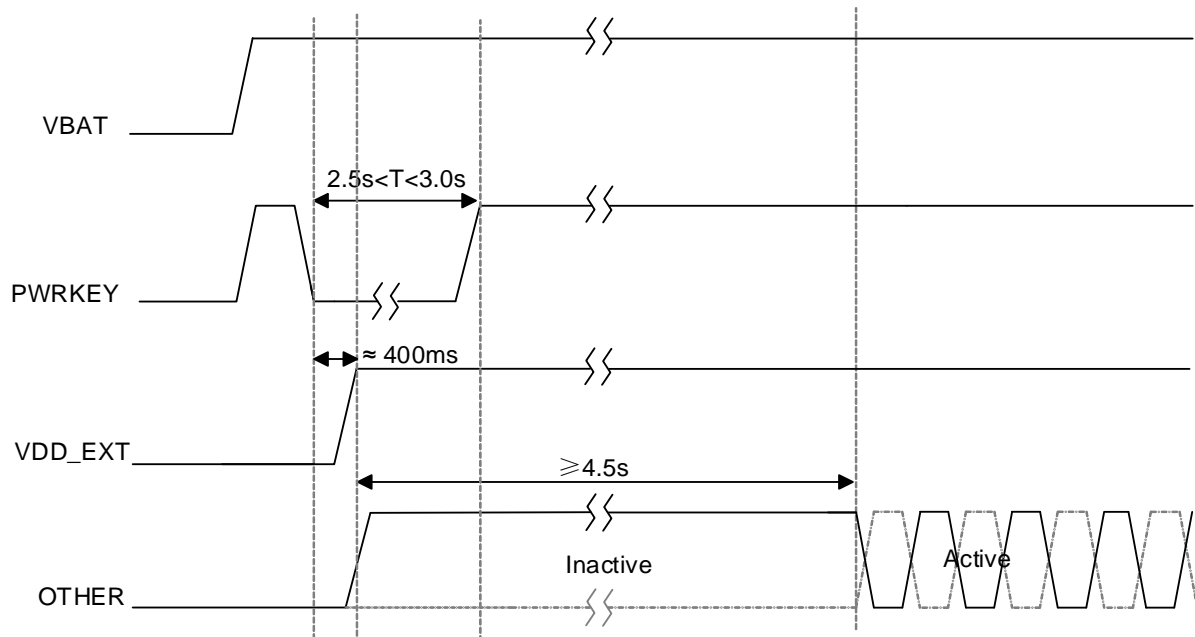 VBAT
2.5s<T<3.0s
PWRKEY
≈ 400ms
VDD_EXT
≥4.5s
Inactive
Active
OTHER